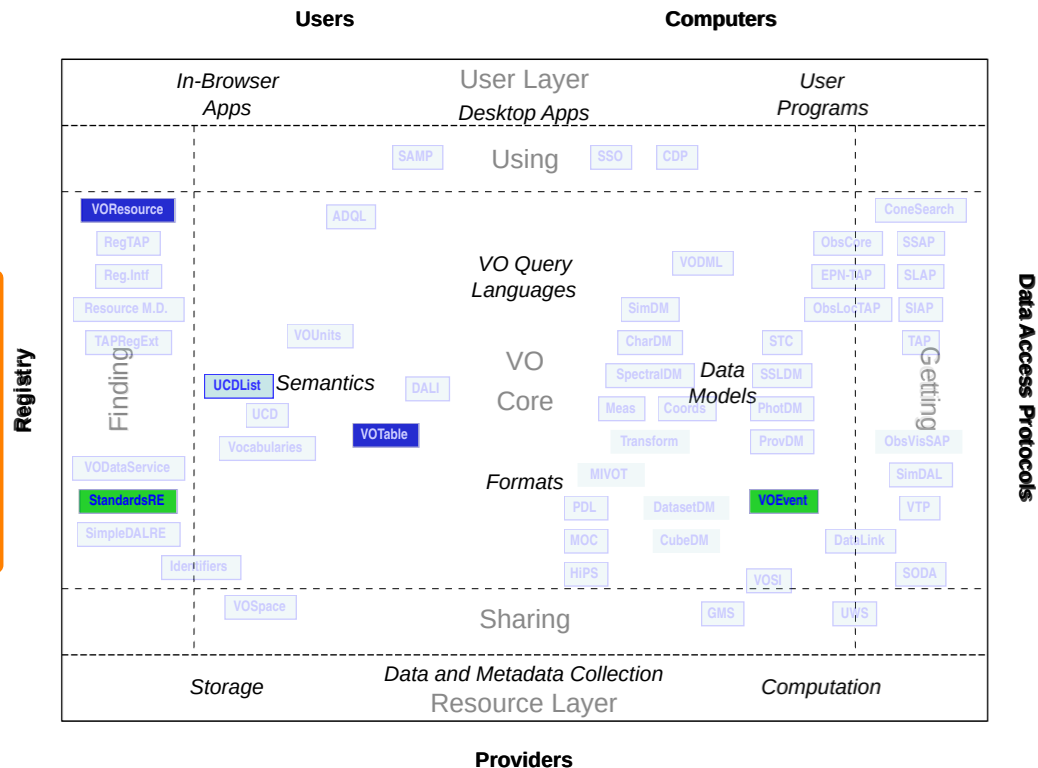 Users
Computers
In-Browser
Apps
User Layer
Desktop Apps
User
Programs
SAMP
Using
SSO
CDP
VOResource
RegTAP
Reg.Intf
Resource M.D.
TAPRegExt
Registry
Finding
VODataService
StandardsRE
SimpleDALRE
Identifiers
ADQL
VOUnits
UCDList
Semantics
UCD
Vocabularies
DALI
VOTable
VO Query
Languages
VO
Core
Formats
VODML
SimDM
CharDM
SpectralDM
Meas
Coords
Transform
MIVOT
PDL
DatasetDM
MOC
CubeDM
HiPS
Data
Models
STC
SSLDM
PhotDM
ProvDM
VOEvent
VOSI
ConeSearch
ObsCore
SSAP
EPN-TAP
SLAP
ObsLocTAP
SIAP
TAP
Getting
ObsVisSAP
SimDAL
VTP
DataLink
SODA
Data Access Protocols
VOSpace
Sharing
GMS
UWS
Storage
Data and Metadata Collection
Resource Layer
Computation
Providers